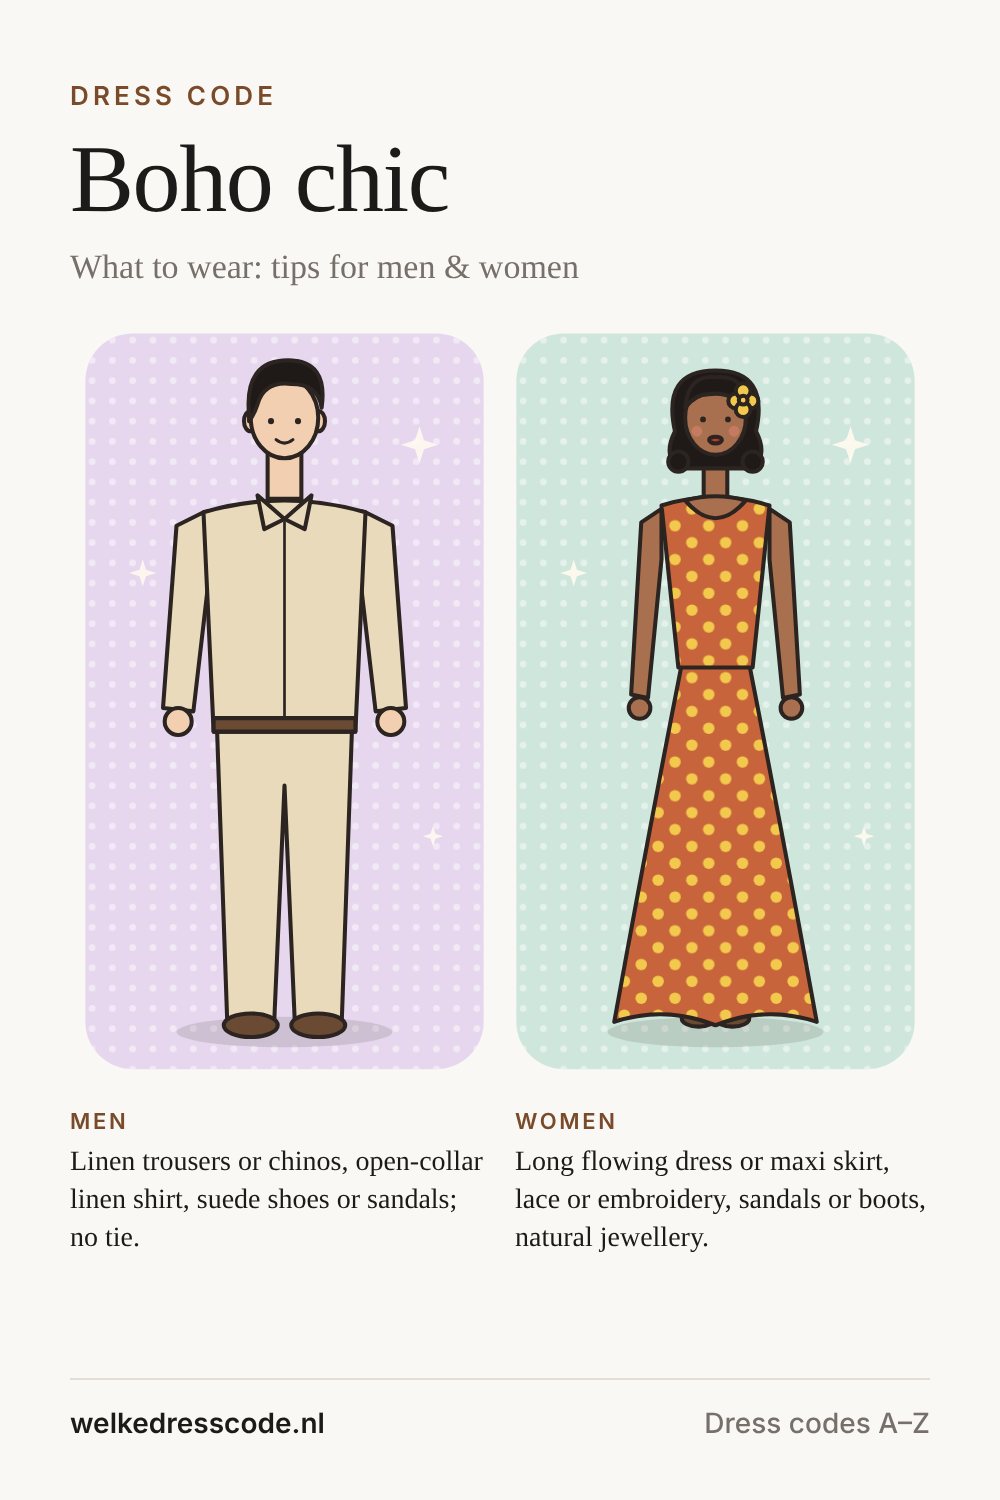 DRESS CODE
Boho chic
What to wear: tips for men & women
MEN
Linen trousers or chinos, open-collar
linen shirt, suede shoes or sandals;
no tie.
WOMEN
Long flowing dress or maxi skirt,
lace or embroidery, sandals or boots,
natural jewellery.
welkedresscode.nl
Dress codes A–Z